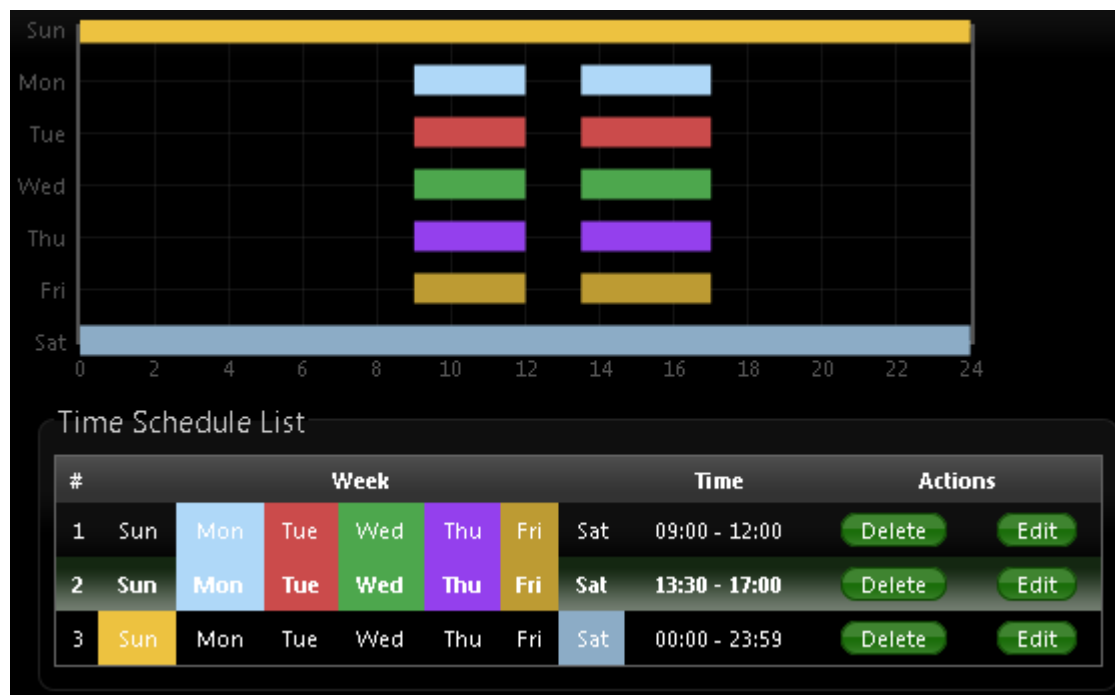 Sun
Mon
Tue
Wed
Thu
Fri
Sat
0 2 4 6 8 10 12 14 16 18 20 22 24
Time Schedule List
# Week Time Actions
1 Sun Mon Tue Wed Thu Fri Sat 09:00 - 12:00 Delete Edit
2 Sun Mon Tue Wed Thu Fri Sat 13:30 - 17:00 Delete Edit
3 Sun Mon Tue Wed Thu Fri Sat 00:00 - 23:59 Delete Edit